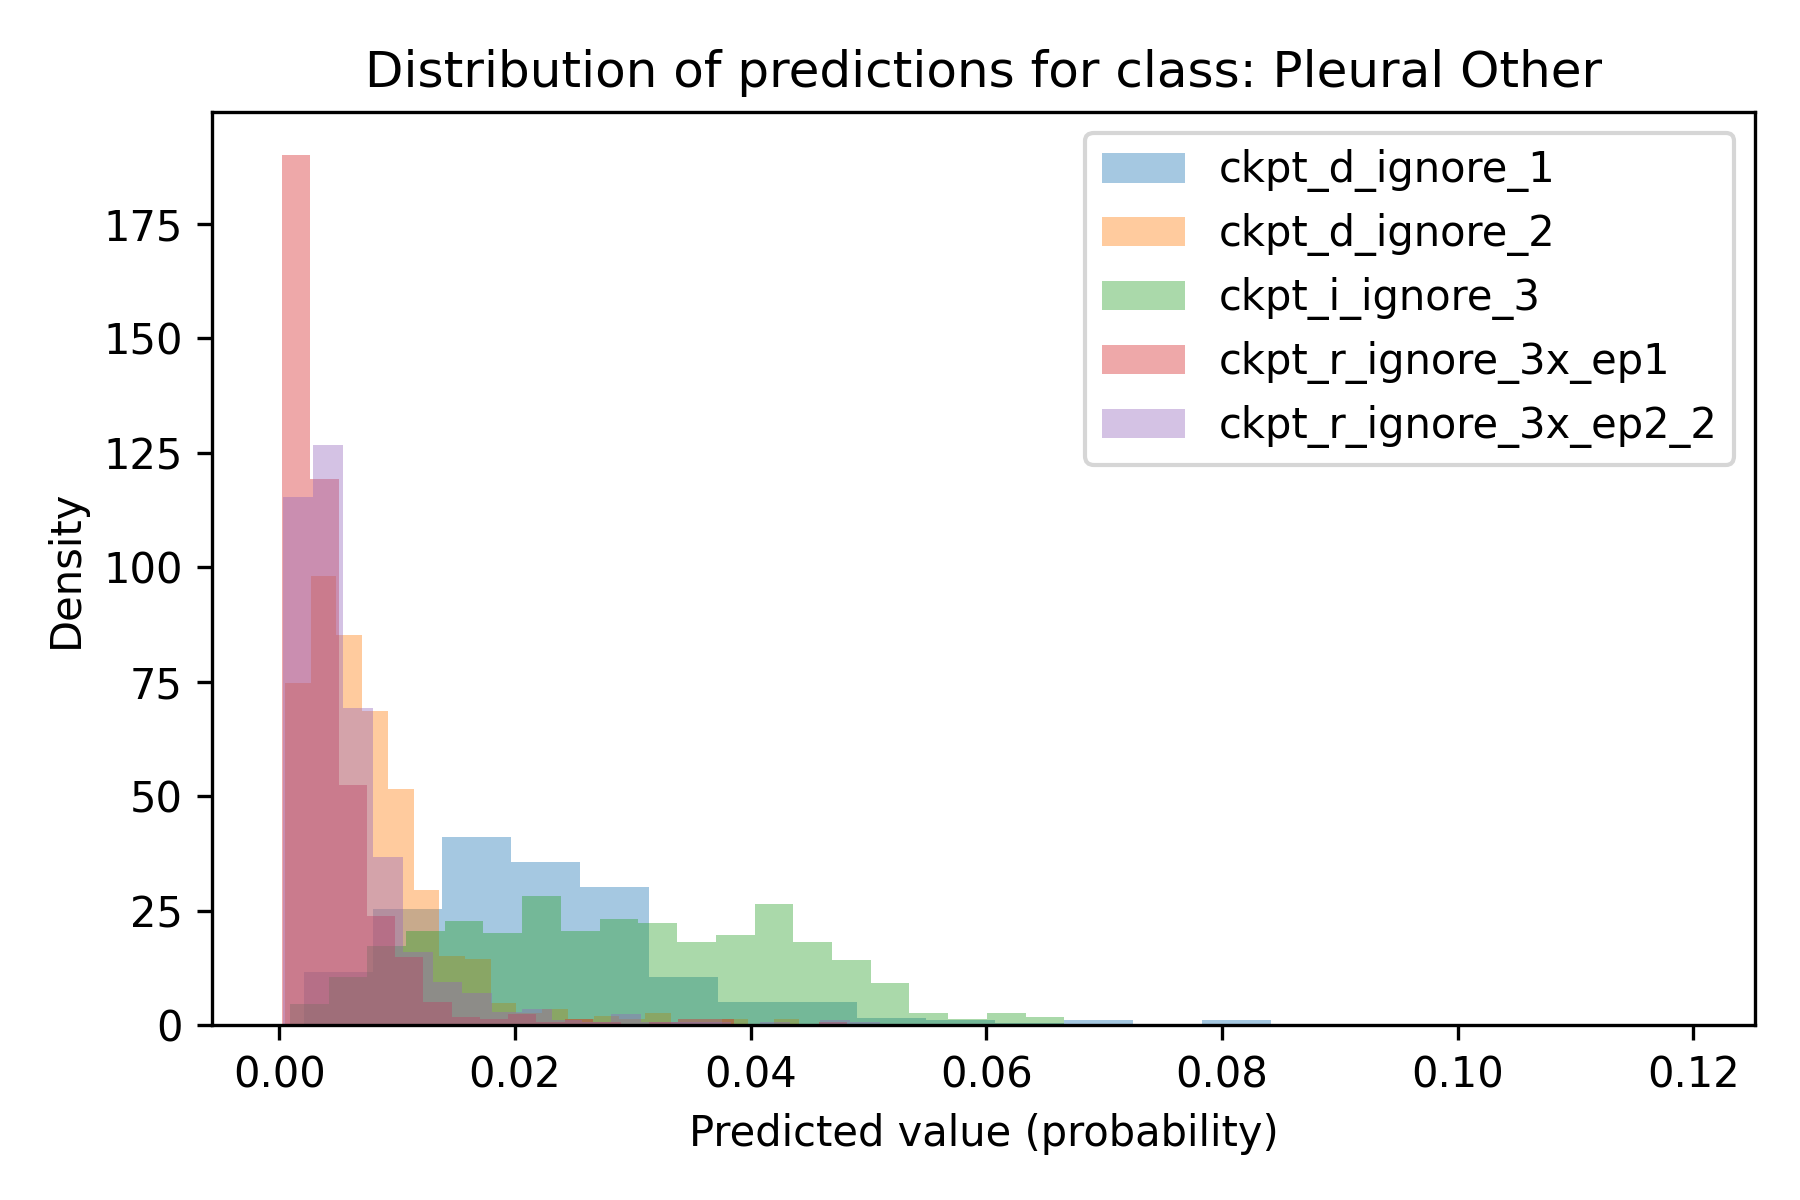 Distribution of predictions for class: Pleural Other
ckpt_d_ignore_1
ckpt_d_ignore_2
ckpt_i_ignore_3
ckpt_r_ignore_3x_ep1
ckpt_r_ignore_3x_ep2_2
Density
175
150
125
100
75
50
25
0
0.00 0.02 0.04 0.06 0.08 0.10 0.12
Predicted value (probability)